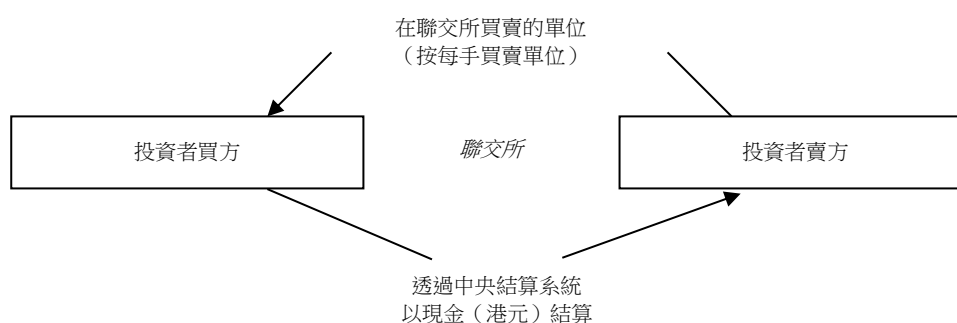 在聯交所買賣的單位
（按每手買賣單位）
投資者買方
聯交所
投資者賣方
透過中央結算系統
以現金（港元）結算